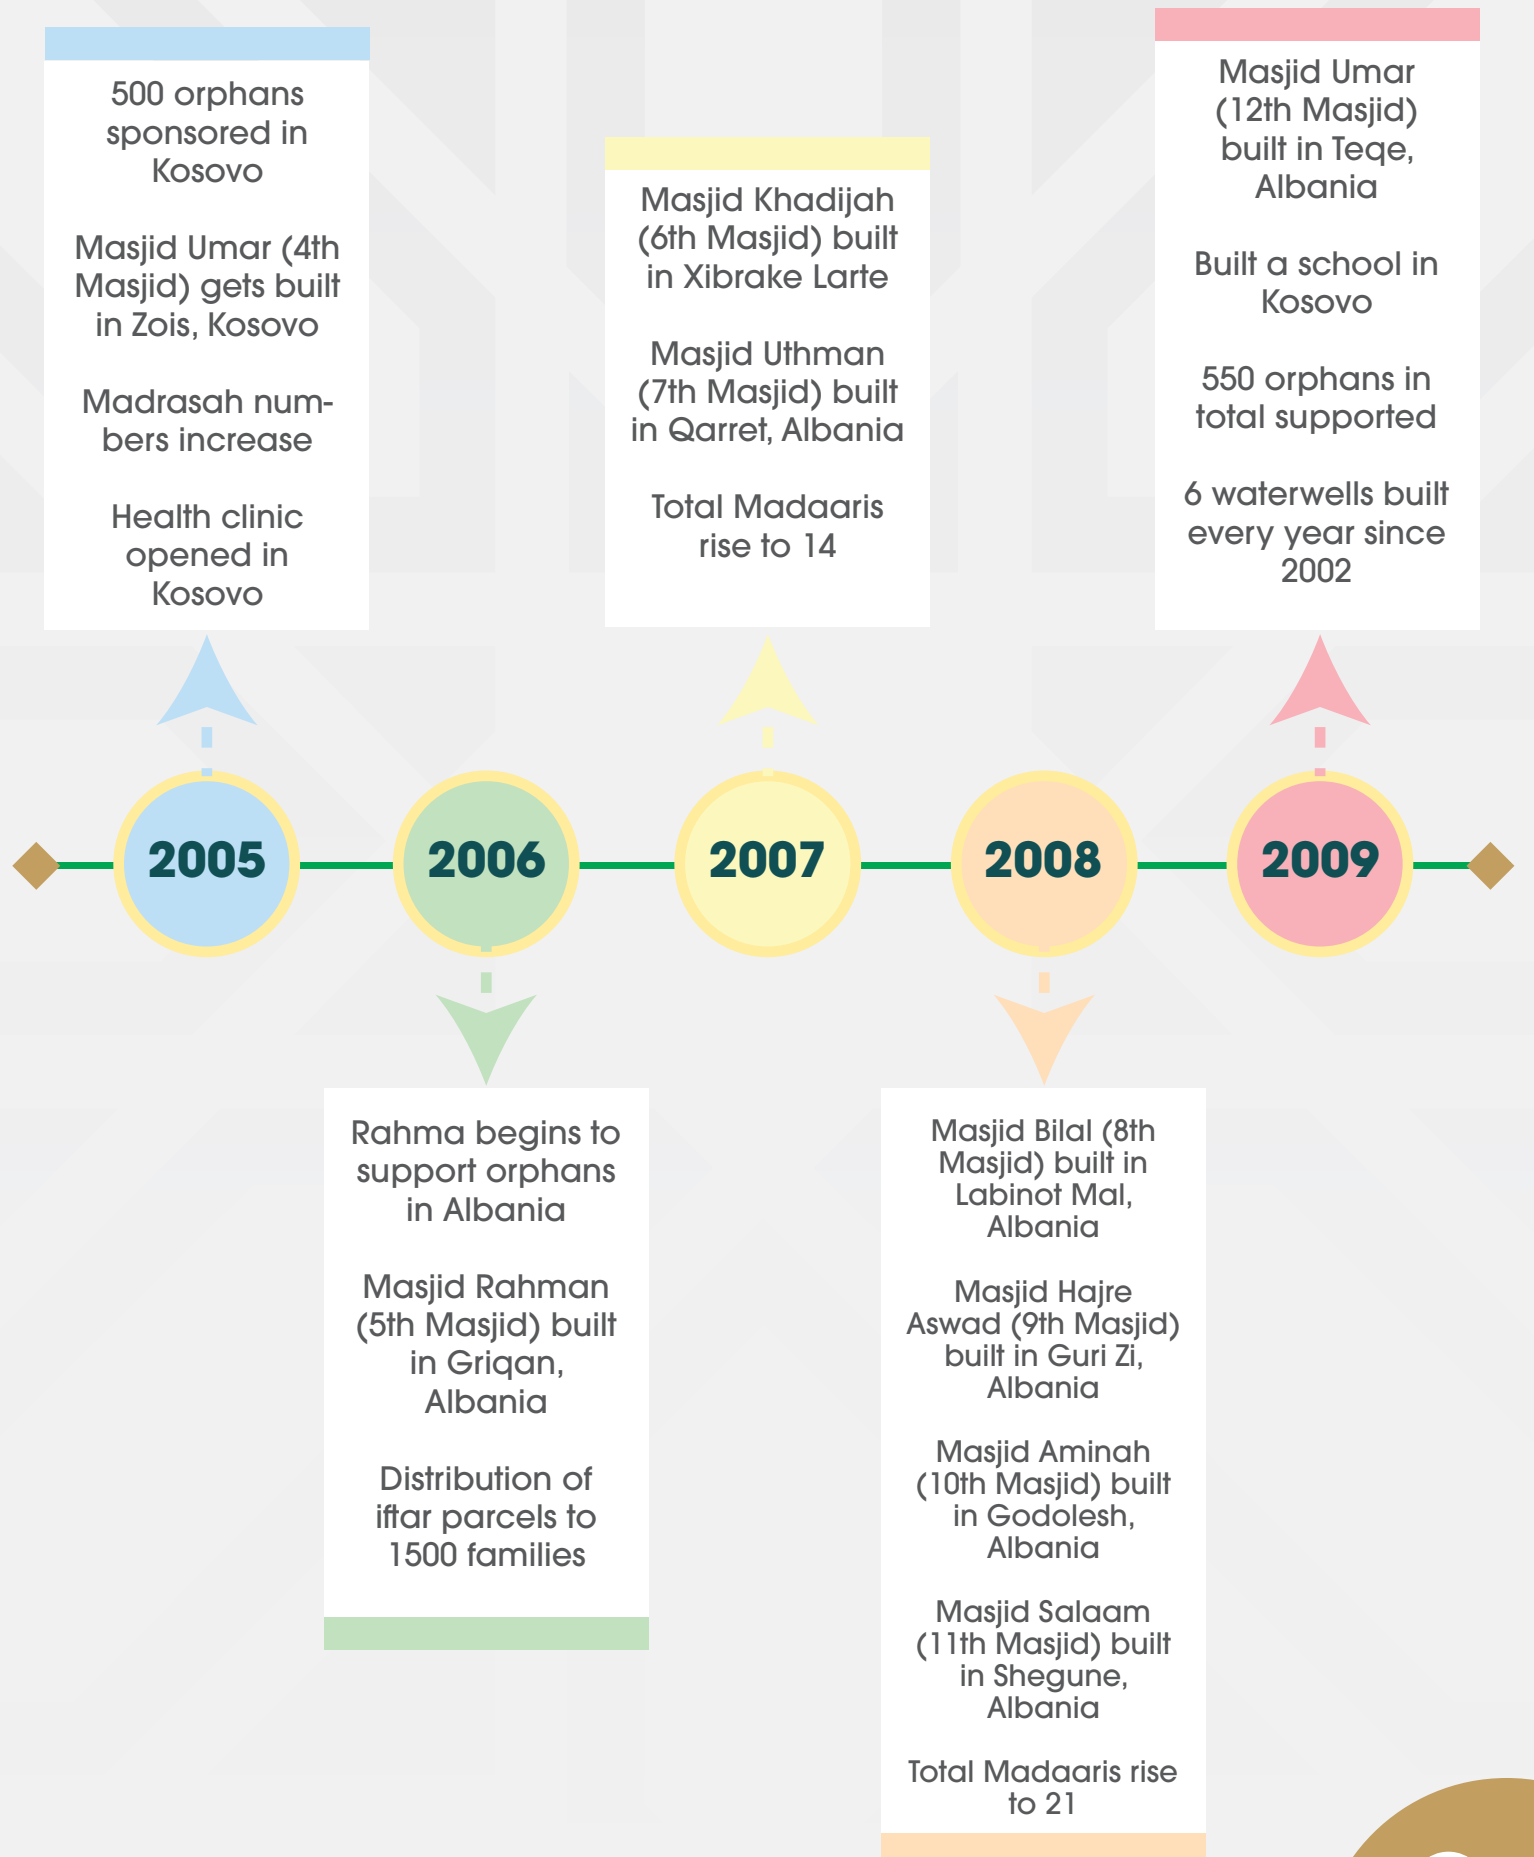 500 orphans
sponsored in
Kosovo
Masjid Umar (4th
Masjid) gets built
in Zois, Kosovo
Madrasah num-
bers increase
Health clinic
opened in
Kosovo
Masjid Khadijah
(6th Masjid) built
in Xibrake Larte
Masjid Uthman
(7th Masjid) built
in Qarret, Albania
Total Madaaris
rise to 14
Masjid Umar
(12th Masjid)
built in Teqe,
Albania
Built a school in
Kosovo
550 orphans in
total supported
6 waterwells built
every year since
2002
2005
2006
2007
2008
2009
Rahma begins to
support orphans
in Albania
Masjid Rahman
(5th Masjid) built
in Griqan,
Albania
Distribution of
iftar parcels to
1500 families
Masjid Bilal (8th
Masjid) built in
Labinot Mal,
Albania
Masjid Hajre
Aswad (9th Masjid)
built in Guri Zi,
Albania
Masjid Aminah
(10th Masjid) built
in Godolesh,
Albania
Masjid Salaam
(11th Masjid) built
in Shegune,
Albania
Total Madaaris rise
to 21